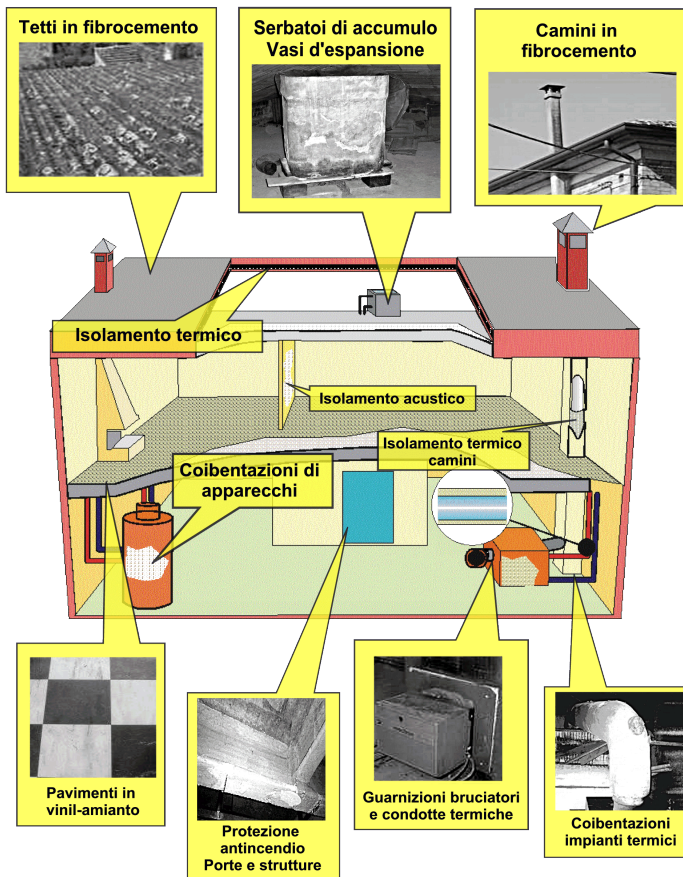 Tetti in fibrocemento
Serbatoi di accumulo
Vasi d'espansione
Camini in
fibrocemento
Isolamento termico
Isolamento acustico
Isolamento termico
camini
Coibentazioni di
apparecchi
Pavimenti in
vinil-amianto
Protezione
antincendio
Porte e strutture
Guarnizioni bruciatori
e condotte termiche
Coibentazioni
impianti termici